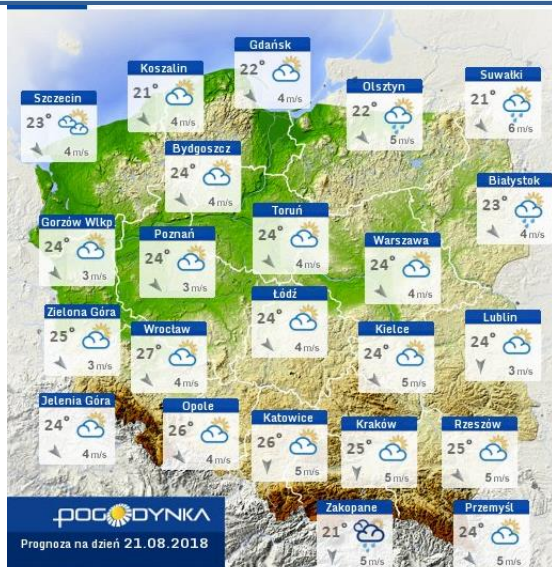 Gdańsk
22°
4 m/s
Koszalin
21°
4 m/s
Suwałki
21°
6 m/s
Olsztyn
22°
5 m/s
Szczecin
23°
4 m/s
Bydgoszcz
24°
4 m/s
Białystok
23°
4 m/s
Toruń
24°
4 m/s
Gorzów Wlkp
24°
3 m/s
Poznań
24°
3 m/s
Warszawa
24°
4 m/s
Łódź
24°
4 m/s
Zielona Góra
25°
3 m/s
Wrocław
27°
4 m/s
Kielce
24°
5 m/s
Lublin
24°
3 m/s
Jelenia Góra
24°
4 m/s
Opole
26°
4 m/s
Katowice
26°
5 m/s
Kraków
25°
5 m/s
Rzeszów
25°
5 m/s
Zakopane
21°
5 m/s
Przemyśl
24°
5 m/s
POGODYNKA
Prognoza na dzień 21.08.2018